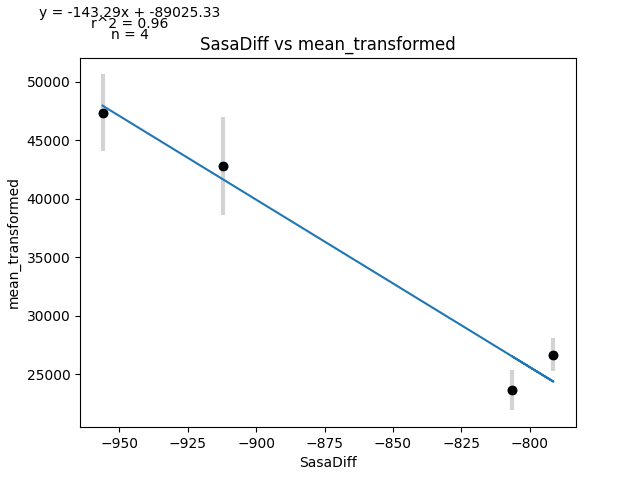 y = -143.29x + -89025.33
r^2 = 0.96
n = 4
SasaDiff vs mean_transformed
50000
45000
40000
35000
30000
25000
mean_transformed
−950 −925 −900 −875 −850 −825 −800
SasaDiff